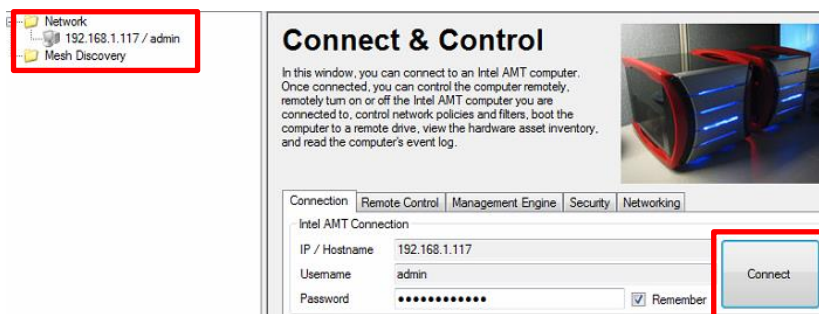 Network
192.168.1.117 / admin
Mesh Discovery
Connect & Control
In this window, you can connect to an Intel AMT computer.
Once connected, you can control the computer remotely,
remotely turn on or off the Intel AMT computer you are
connected to, control network policies and filters, boot the
computer to a remote drive, view the hardware asset inventory,
and read the computer's event log.
Connection Remote Control Management Engine Security Networking
Intel AMT Connection
IP / Hostname 192.168.1.117
Username admin
Connect
Password ●●●●●●●●●●●● Remember